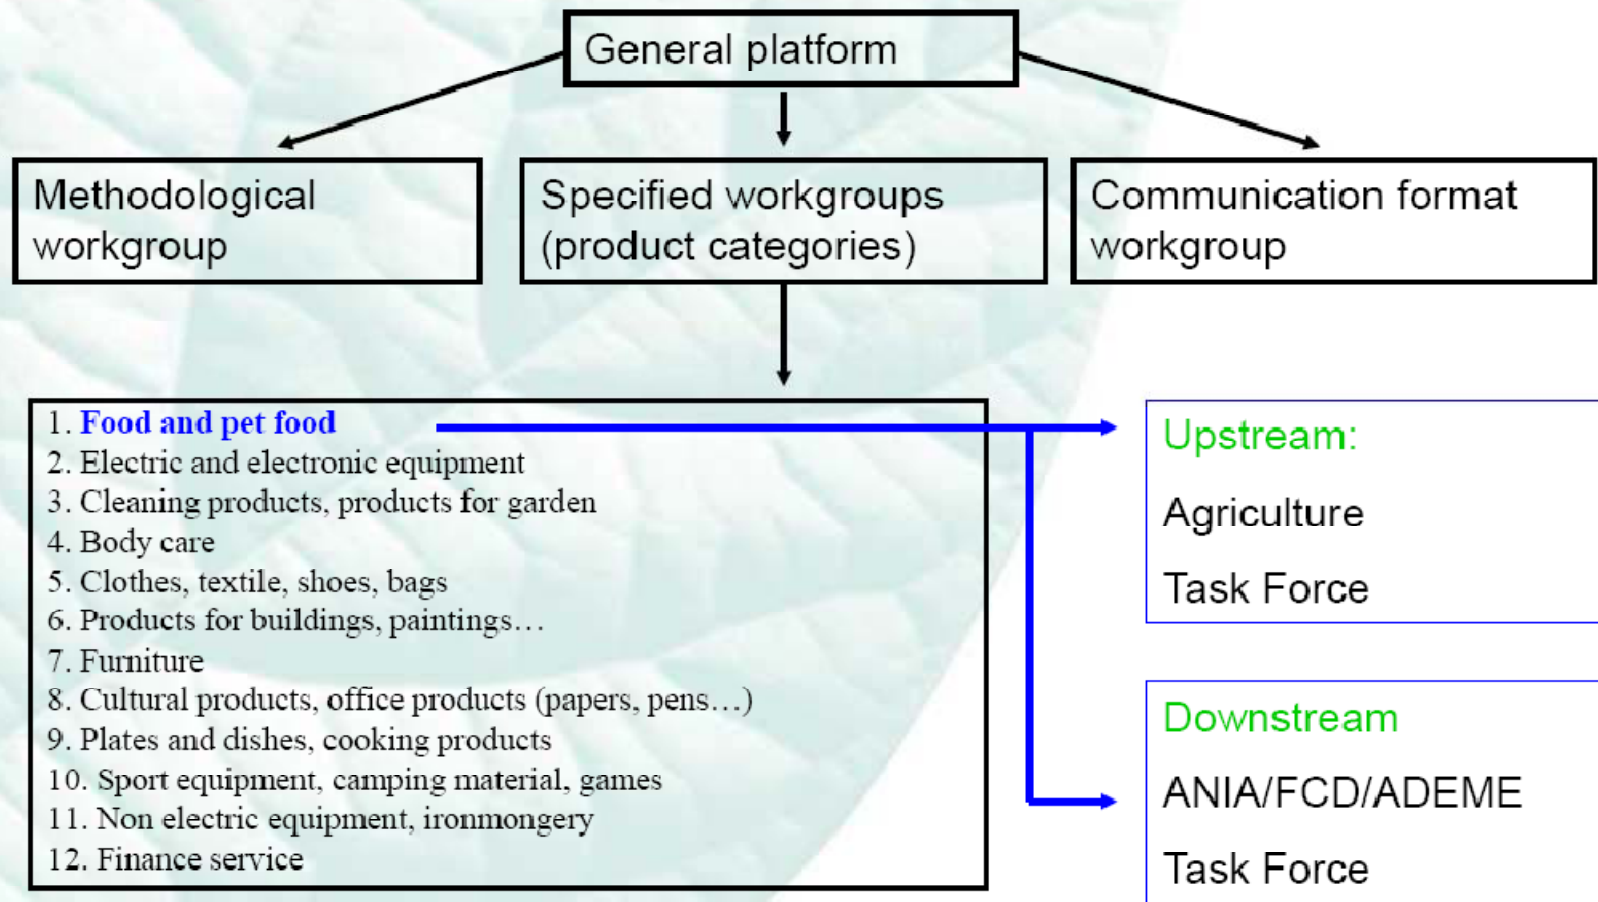 General platform
Methodological
workgroup
Specified workgroups
(product categories)
Communication format
workgroup
1. Food and pet food
2. Electric and electronic equipment
3. Cleaning products, products for garden
4. Body care
5. Clothes, textile, shoes, bags
6. Products for buildings, paintings…
7. Furniture
8. Cultural products, office products (papers, pens…)
9. Plates and dishes, cooking products
10. Sport equipment, camping material, games
11. Non electric equipment, ironmongery
12. Finance service
Upstream:
Agriculture
Task Force
Downstream
ANIA/FCD/ADEME
Task Force